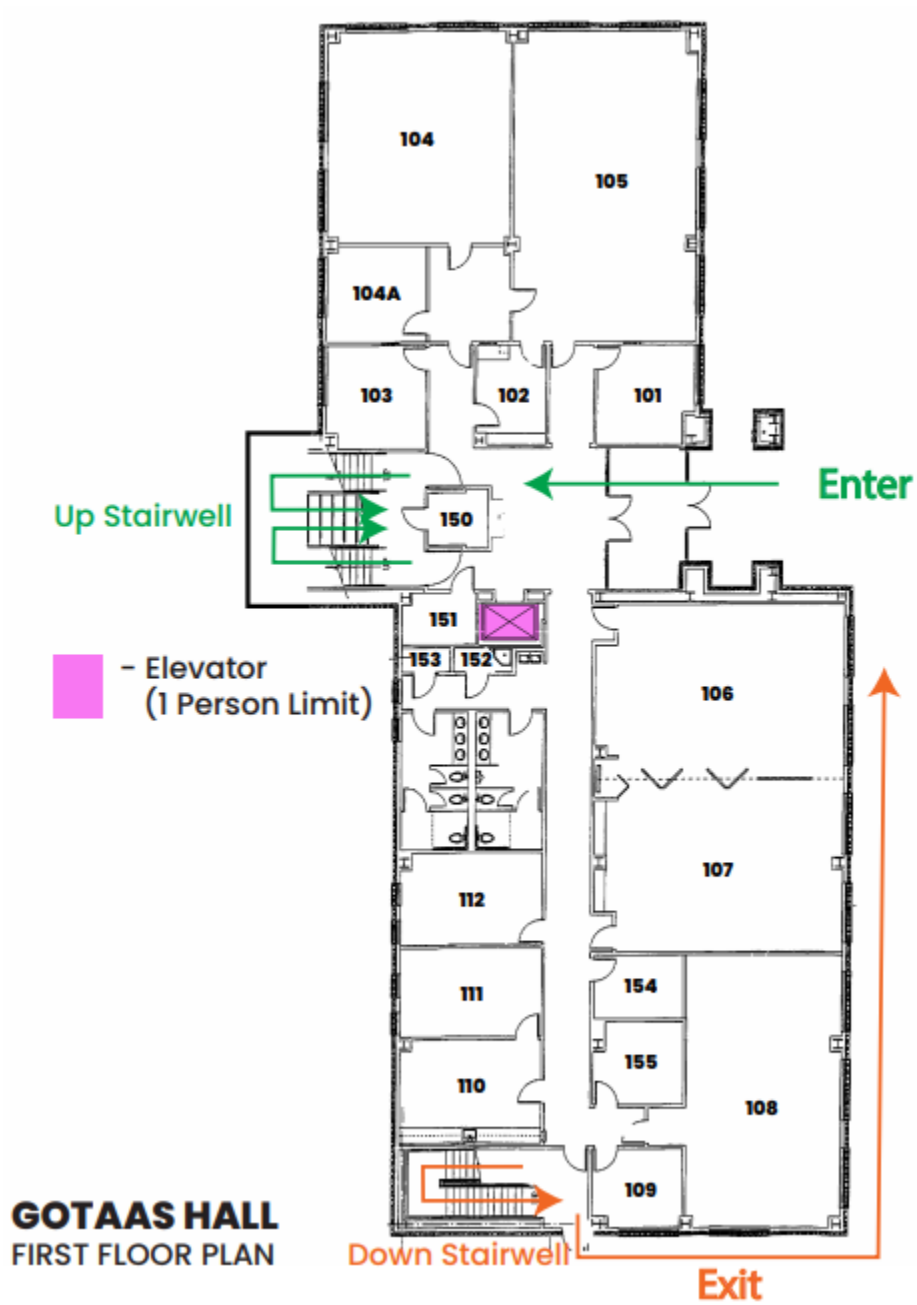 104
105
104A
103
102
101
Enter
Up Stairwell
150
151
153
152
- Elevator
(1 Person Limit)
106
107
112
111
154
155
110
108
109
GOTAAS HALL
FIRST FLOOR PLAN
Down Stairwell
Exit